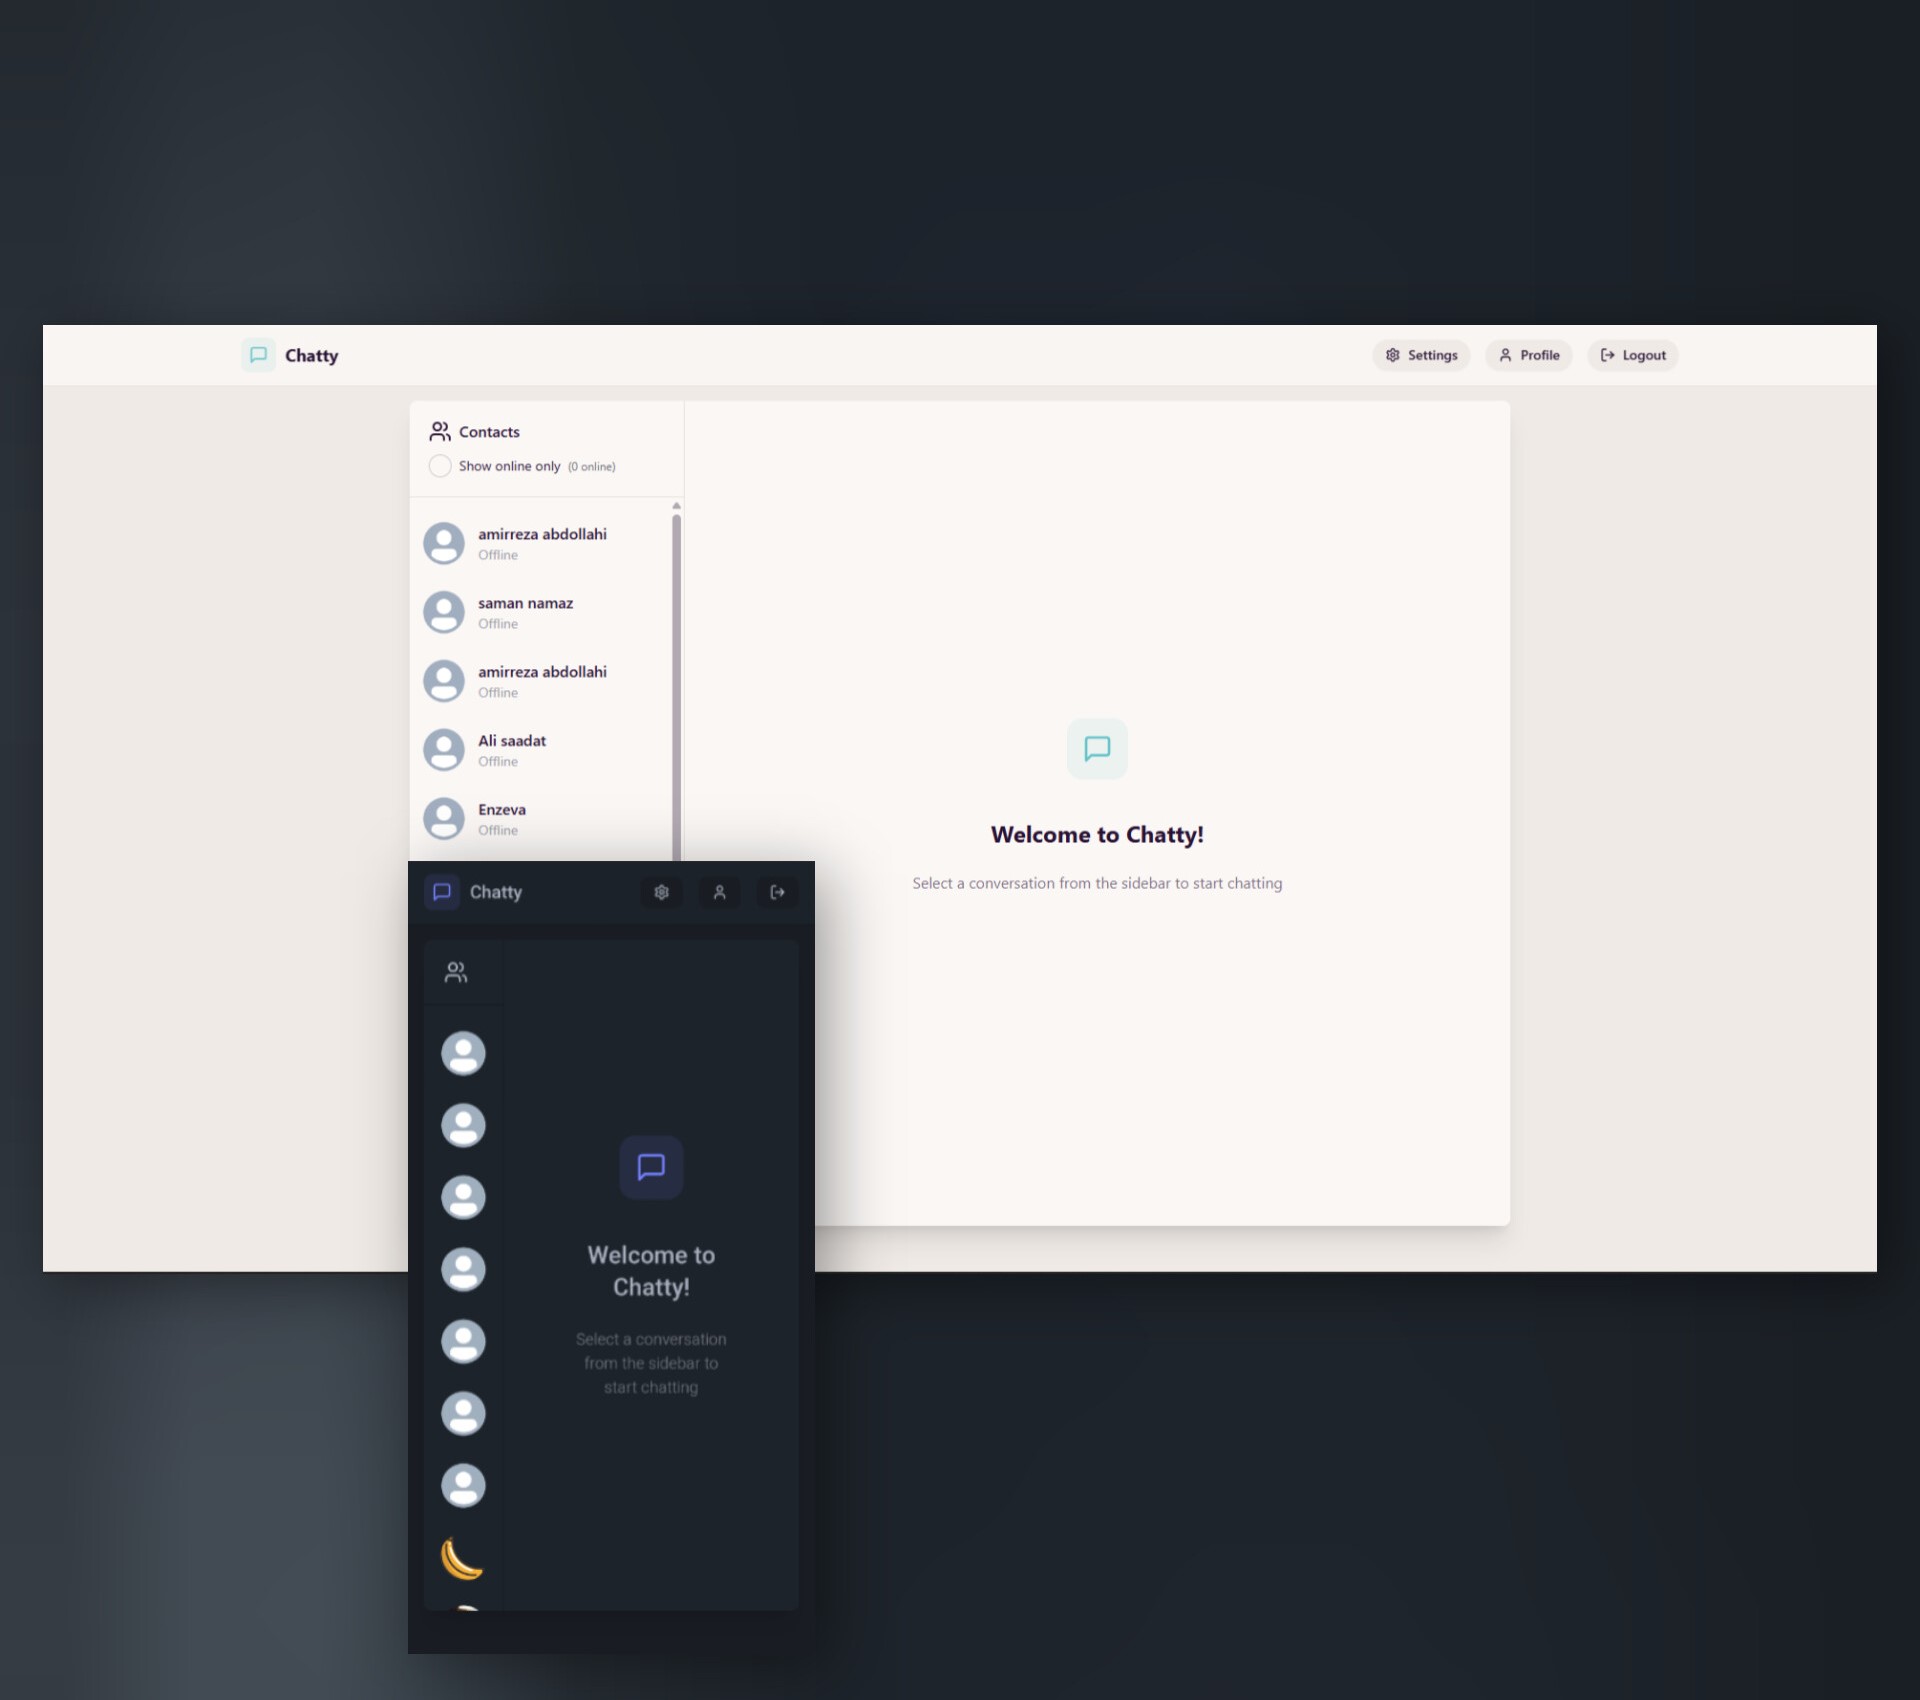 Chatty
Settings
Profile
Logout
Contacts
Show online only (0 online)
amirreza abdollahi
Offline
saman namaz
Offline
amirreza abdollahi
Offline
Ali saadat
Offline
Enzeva
Offline
Welcome to Chatty!
Select a conversation from the sidebar to start chatting
Chatty
Welcome to
Chatty!
Select a conversation
from the sidebar to
start chatting